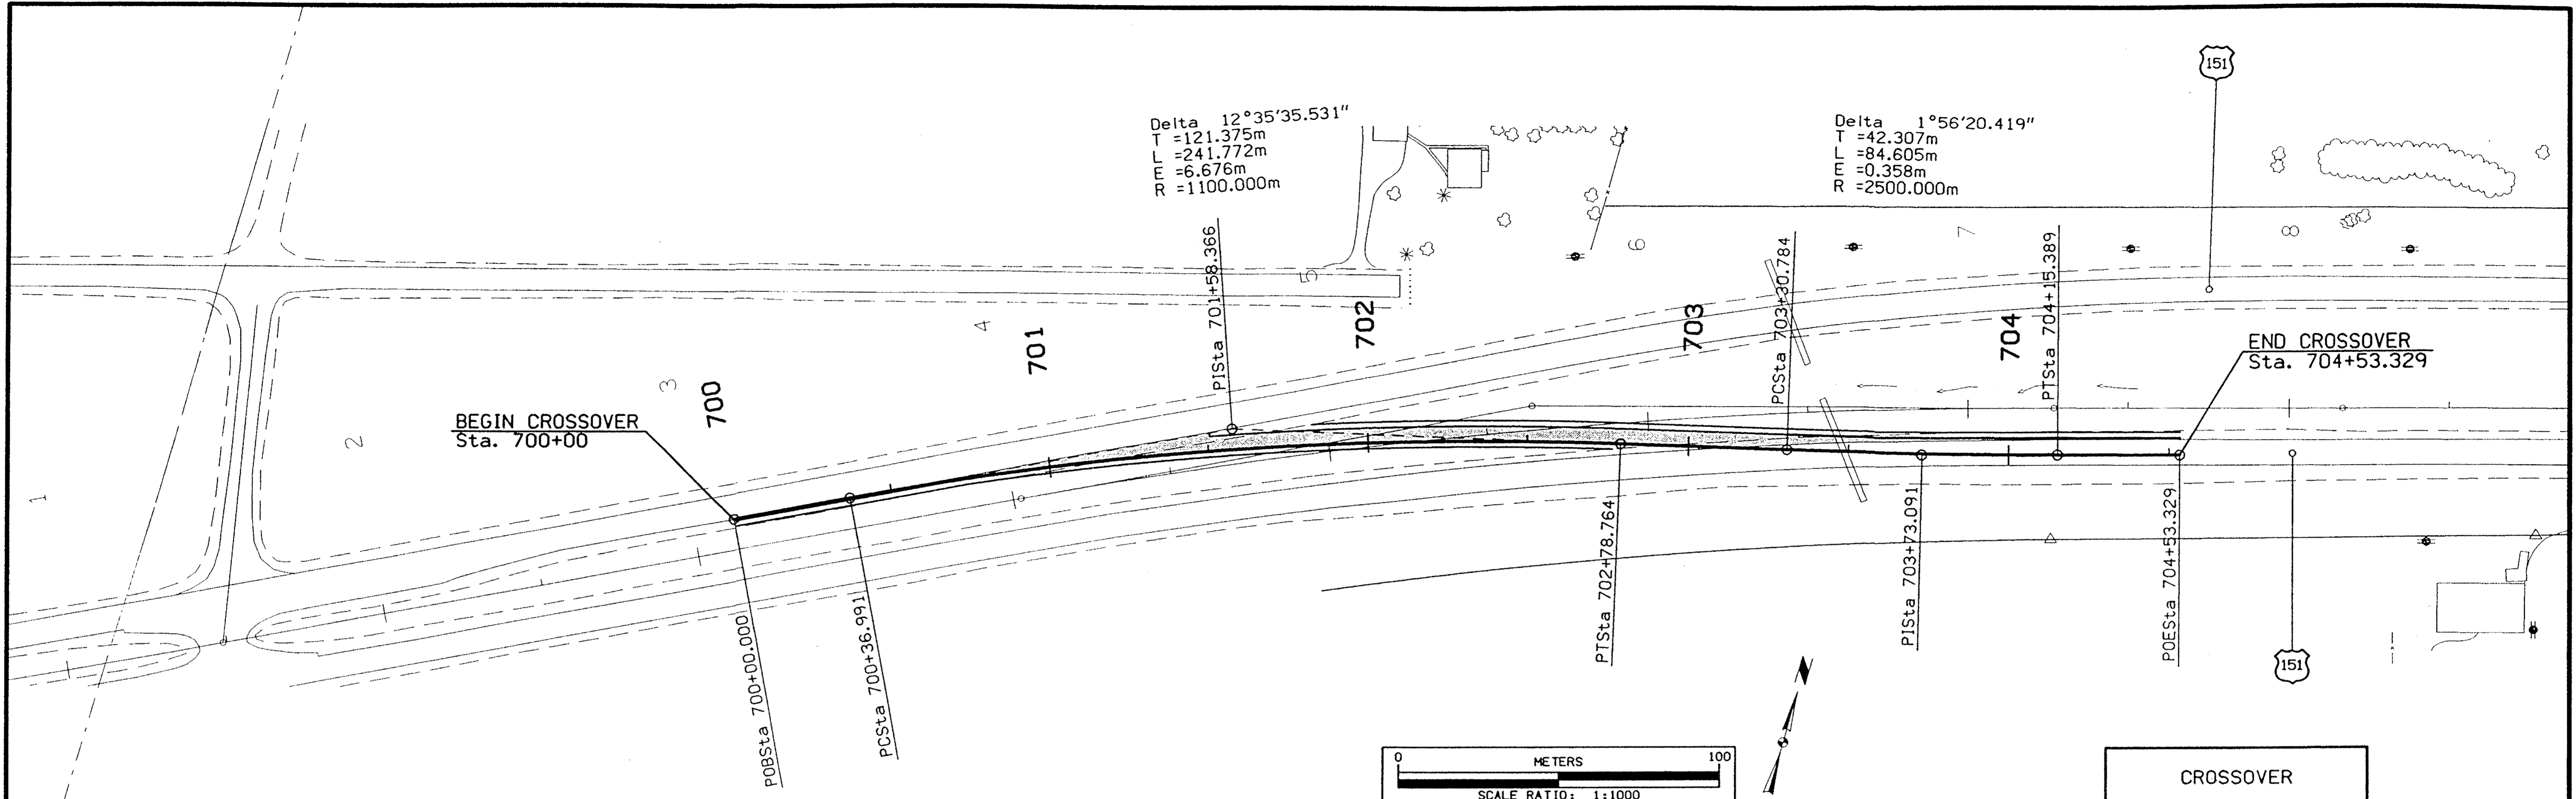 151
Delta 12°35'35.531"
T =121.375m
L =241.772m
E =6.676m
R =1100.000m
Delta 1°56'20.419"
T =42.307m
L =84.605m
E =0.358m
R =2500.000m
PISta 701+58.366
PCSta 703+30.784
PTSta 704+15.389
1
2
3
4
5
6
7
8
700
701
702
703
704
BEGIN CROSSOVER
Sta. 700+00
END CROSSOVER
Sta. 704+53.329
POBSta 700+00.000
PCSta 700+36.991
PTSta 702+78.764
PISta 703+73.091
POESta 704+53.329
151
0 METERS 100
SCALE RATIO: 1:1000
CROSSOVER